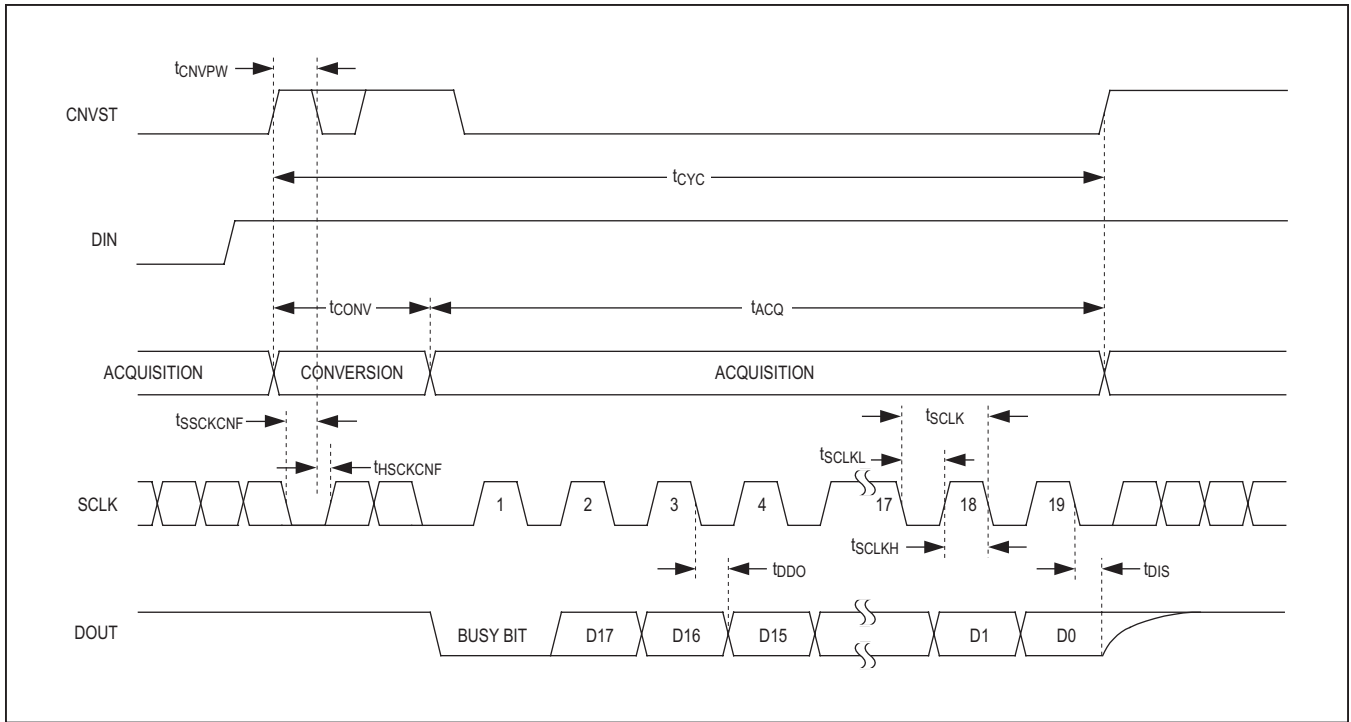 tCNVPW
CNVST
tCYC
DIN
tCONV
tACQ
ACQUISITION CONVERSION ACQUISITION
tSSCKCNF
tSCLK
tHSCKCNF
tSCLKL
SCLK 1 2 3 4 17 18 19
tSCLKH
tDDO
tDIS
DOUT BUSY BIT D17 D16 D15 D1 D0